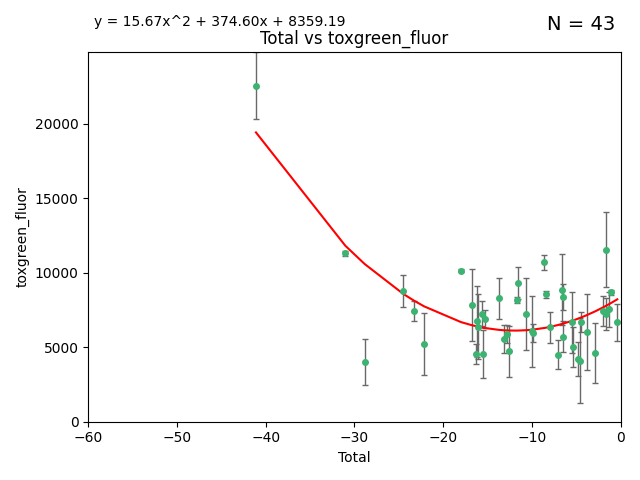 y = 15.67x^2 + 374.60x + 8359.19
N = 43
Total vs toxgreen_fluor
toxgreen_fluor
20000
15000
10000
5000
0
−60
−50
−40
−30
−20
−10
0
Total